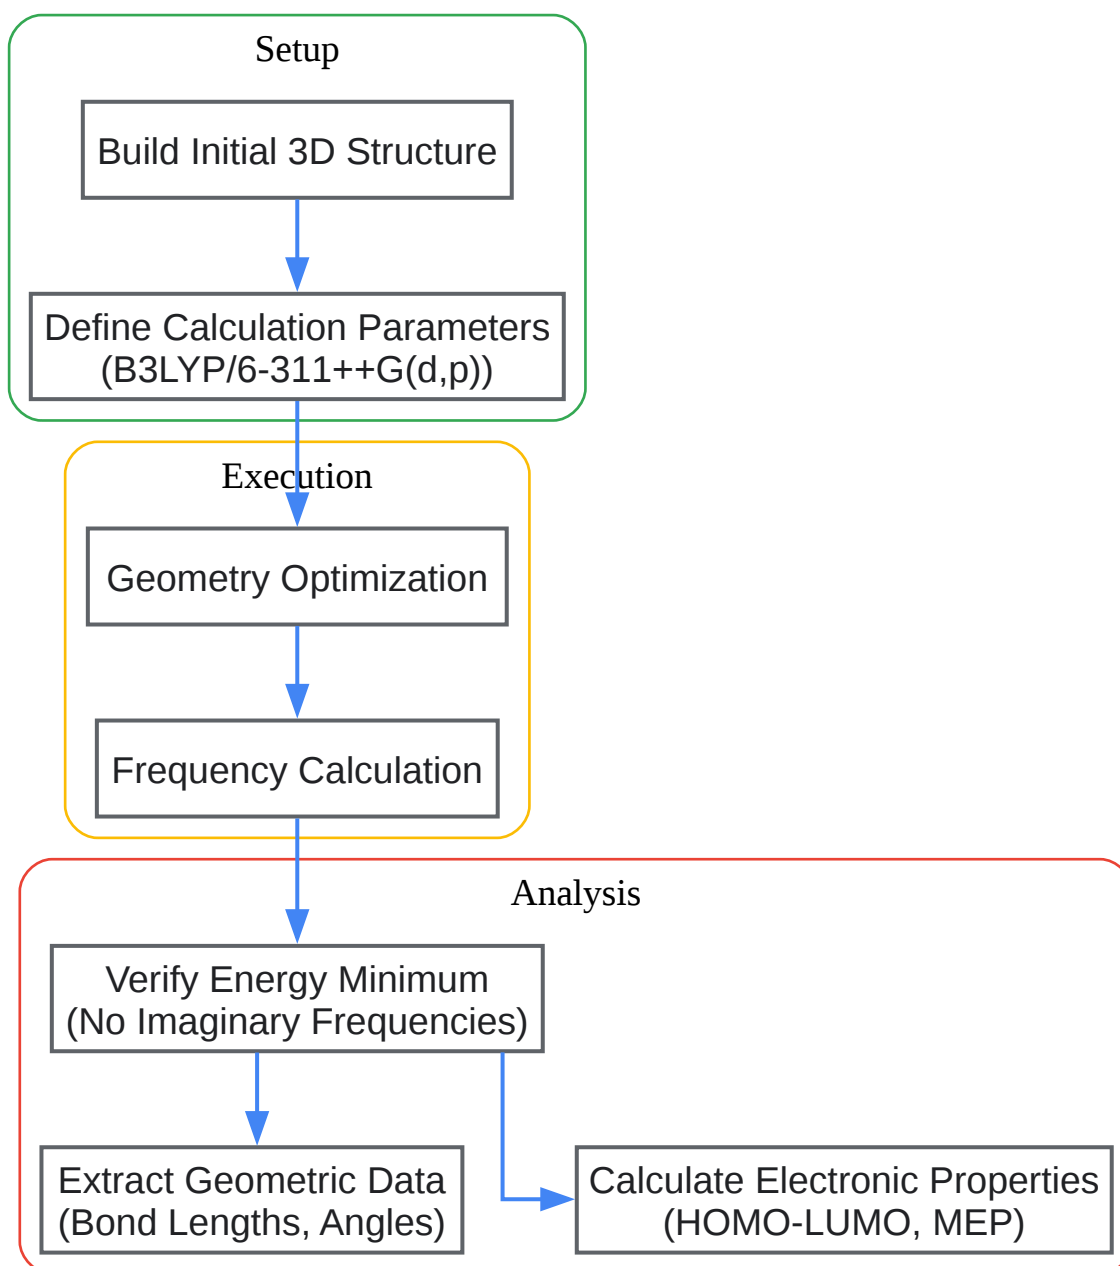 Setup
Build Initial 3D Structure
Define Calculation Parameters
(B3LYP/6-311++G(d,p))
Execution
Geometry Optimization
Frequency Calculation
Analysis
Verify Energy Minimum
(No Imaginary Frequencies)
Extract Geometric Data
(Bond Lengths, Angles)
Calculate Electronic Properties
(HOMO-LUMO, MEP)